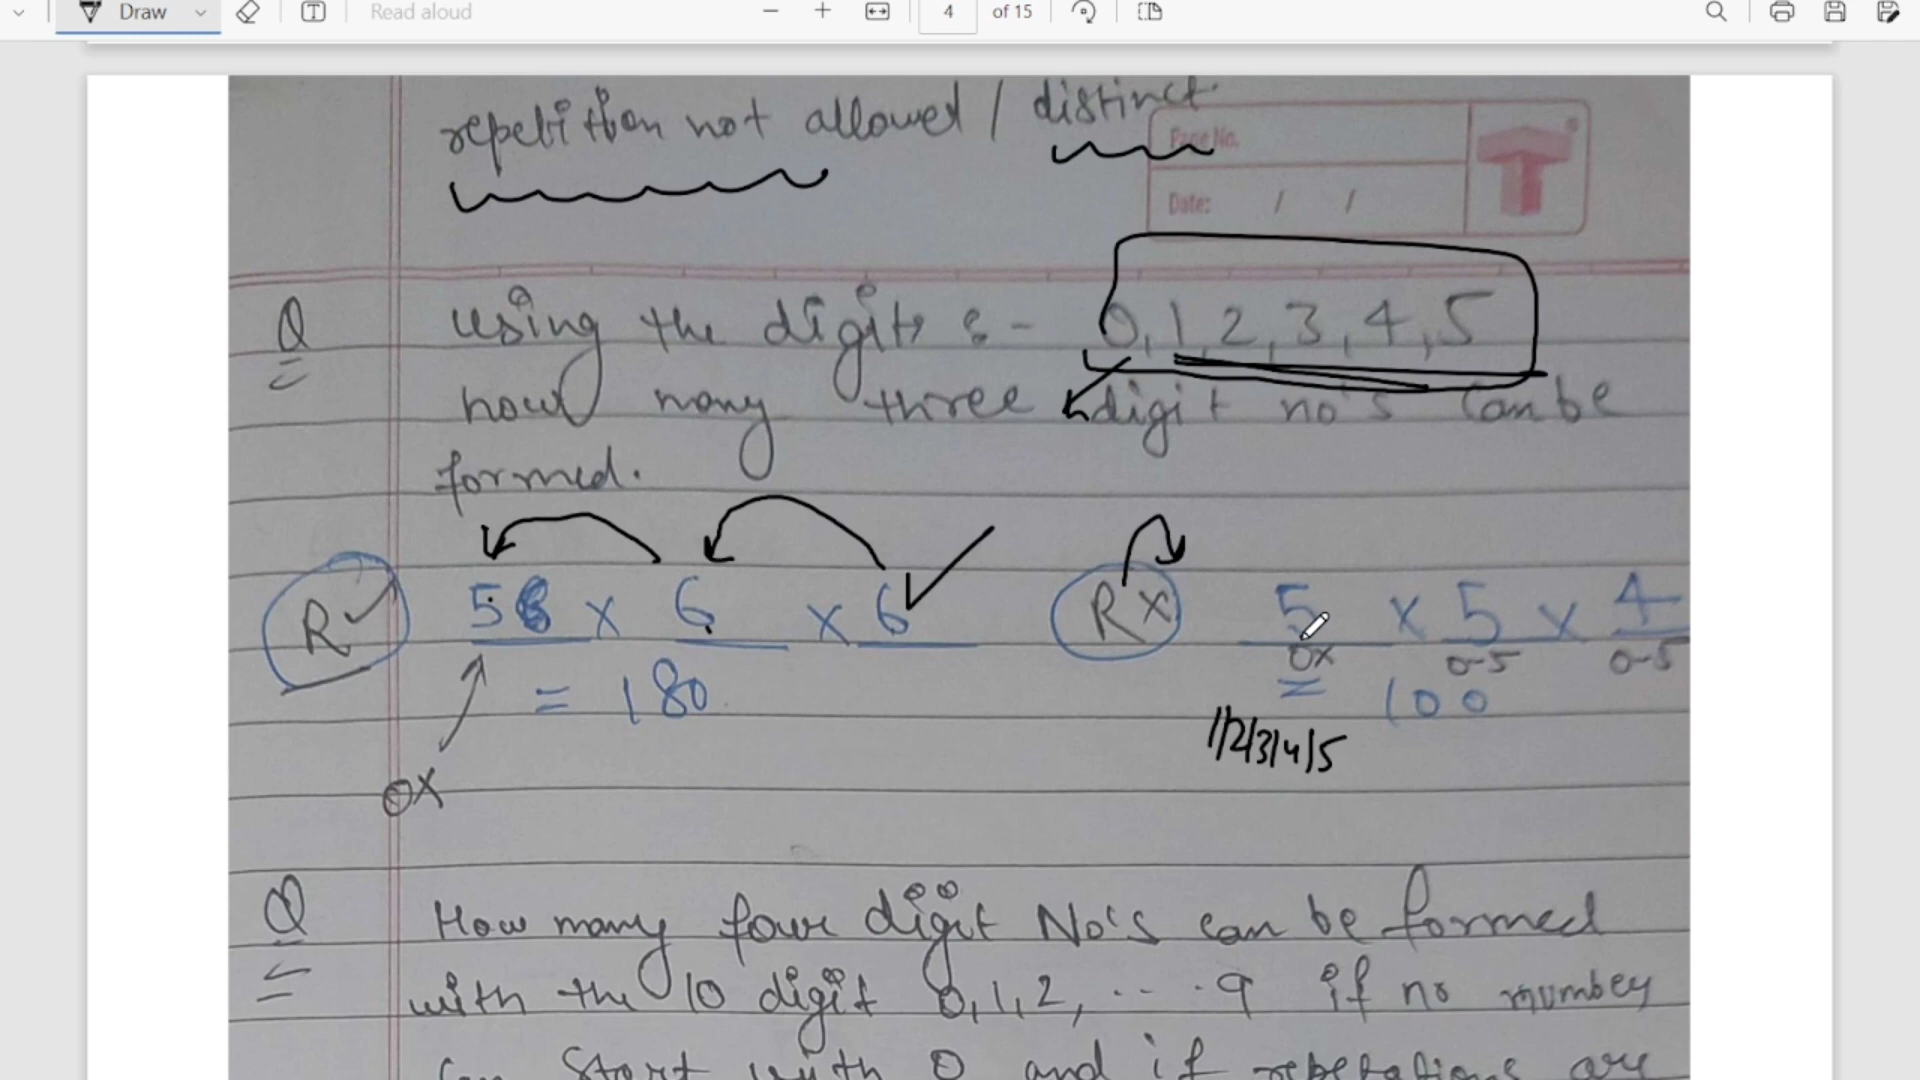 Draw
Read aloud
4 of 15
repetition not allowed / distinct
Page No.
Date: / /
Q using the digits :- 0, 1, 2, 3, 4, 5
how many three digit no's can be
formed.
R✓ 5 6 x 6 x 6 Rx 5 x 5 x 4
0x 0-5 0-5
= 180 = 100
1/2/3/4/5
0x
Q How many four digit No's can be formed
with the 10 digit 0, 1, 2, ....9 if no number
can start with 0 and if repetations are